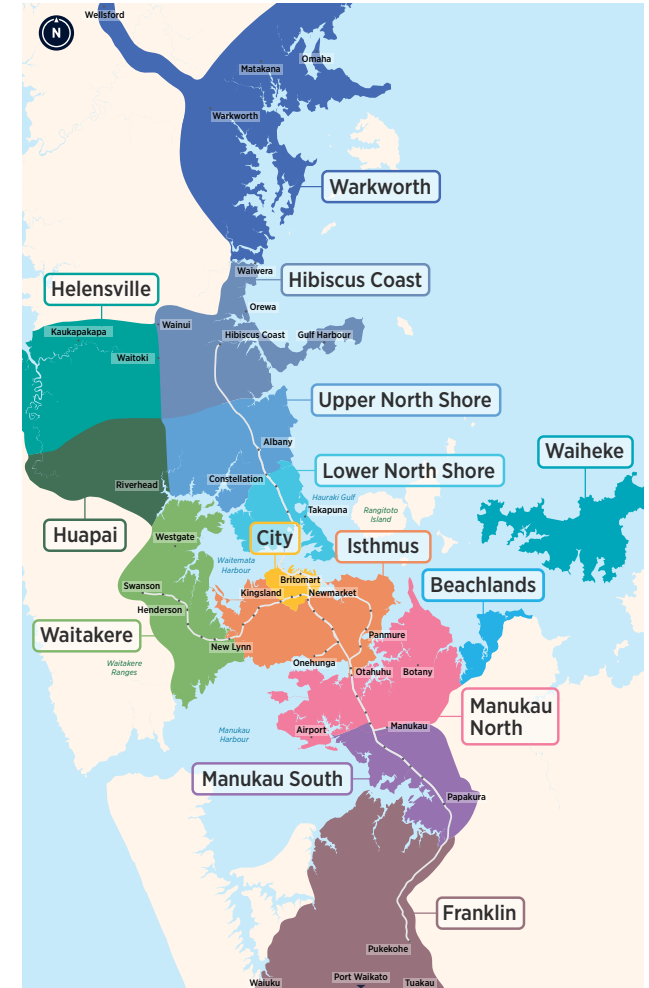 Wellsford
N
Omaha
Matakana
Warkworth
Warkworth
Waiwera
Hibiscus Coast
Helensville
Orewa
Wainui
Kaukapakapa
Hibiscus Coast
Gulf Harbour
Waitoki
Upper North Shore
Albany
Waiheke
Lower North Shore
Constellation
Riverhead
Hauraki Gulf
Takapuna
Rangitoto
Island
Huapai
Westgate
City
Isthmus
Waitemata
Harbour
Britomart
Beachlands
Swanson
Kingsland
Newmarket
Henderson
Waitakere
Panmure
New Lynn
Onehunga
Waitakere
Ranges
Otahuhu
Botany
Manukau
North
Airport
Manukau
Manukau
Harbour
Manukau South
Papakura
Franklin
Pukekohe
Port Waikato
Waiuku
Tuakau